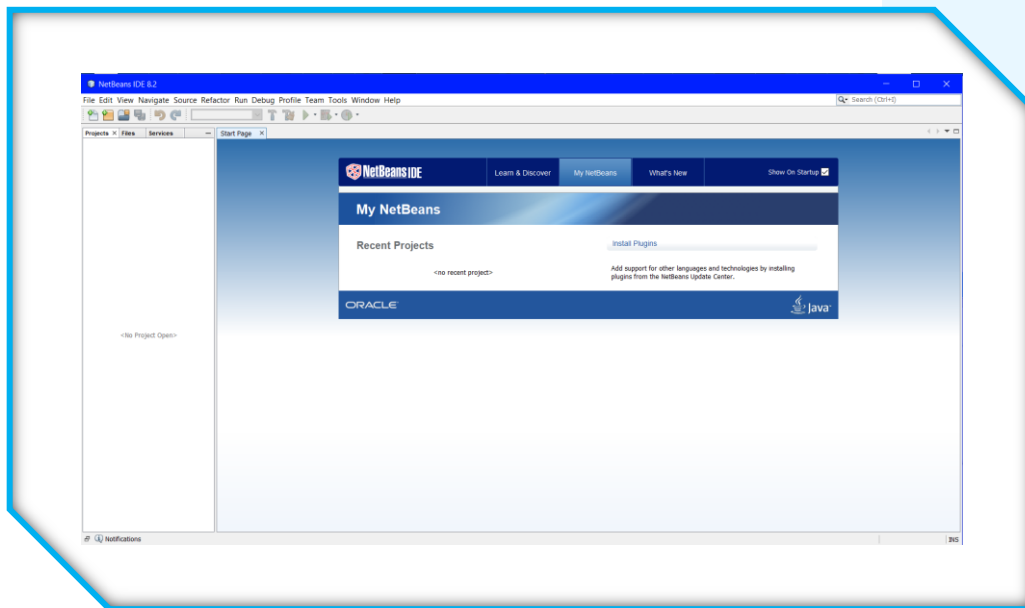 NetBeans IDE 8.2
File Edit View Navigate Source Refactor Run Debug Profile Team Tools Window Help
Search (Ctrl+I)
Projects Files Services
Start Page
NetBeans IDE
Learn & Discover
My NetBeans
What's New
Show On Startup
My NetBeans
Recent Projects
<no recent project>
Install Plugins
Add support for other languages and technologies by installing
plugins from the NetBeans Update Center.
ORACLE
Java
<No Project Open>
Notifications
INS